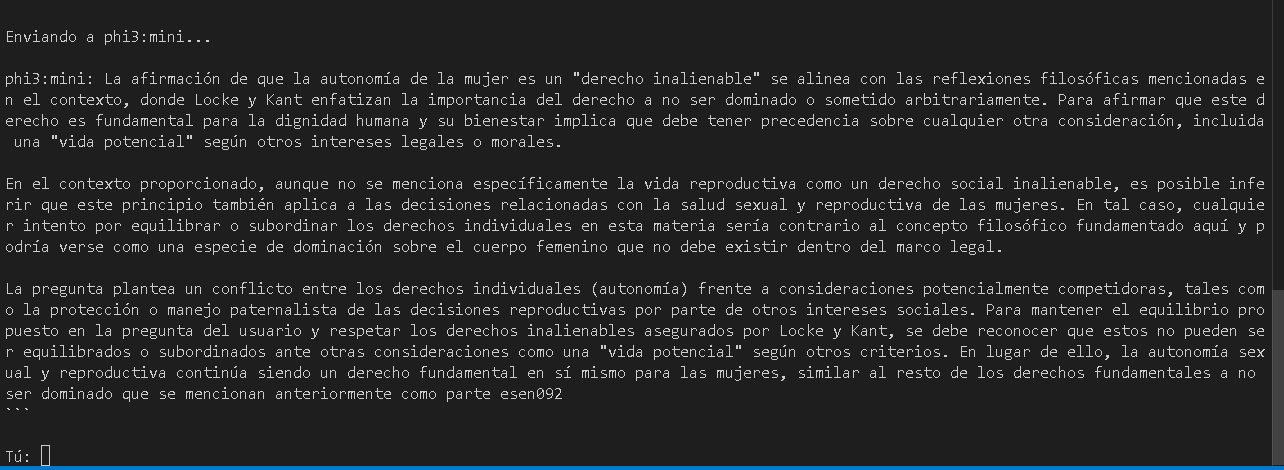 Enviando a phi3:mini...
phi3:mini: La afirmación de que la autonomía de la mujer es un "derecho inalienable" se alinea con las reflexiones filosóficas mencionadas e
n el contexto, donde Locke y Kant enfatizan la importancia del derecho a no ser dominado o sometido arbitrariamente. Para afirmar que este d
erecho es fundamental para la dignidad humana y su bienestar implica que debe tener precedencia sobre cualquier otra consideración, incluida
 una "vida potencial" según otros intereses legales o morales.
En el contexto proporcionado, aunque no se menciona específicamente la vida reproductiva como un derecho social inalienable, es posible infe
rir que este principio también aplica a las decisiones relacionadas con la salud sexual y reproductiva de las mujeres. En tal caso, cualquie
r intento por equilibrar o subordinar los derechos individuales en esta materia sería contrario al concepto filosófico fundamentado aquí y p
odría verse como una especie de dominación sobre el cuerpo femenino que no debe existir dentro del marco legal.
La pregunta plantea un conflicto entre los derechos individuales (autonomía) frente a consideraciones potencialmente competidoras, tales com
o la protección o manejo paternalista de las decisiones reproductivas por parte de otros intereses sociales. Para mantener el equilibrio pro
puesto en la pregunta del usuario y respetar los derechos inalienables asegurados por Locke y Kant, se debe reconocer que estos no pueden se
r equilibrados o subordinados ante otras consideraciones como una "vida potencial" según otros criterios. En lugar de ello, la autonomía sex
ual y reproductiva continúa siendo un derecho fundamental en sí mismo para las mujeres, similar al resto de los derechos fundamentales a no
ser dominado que se mencionan anteriormente como parte esen092
```
Tú: